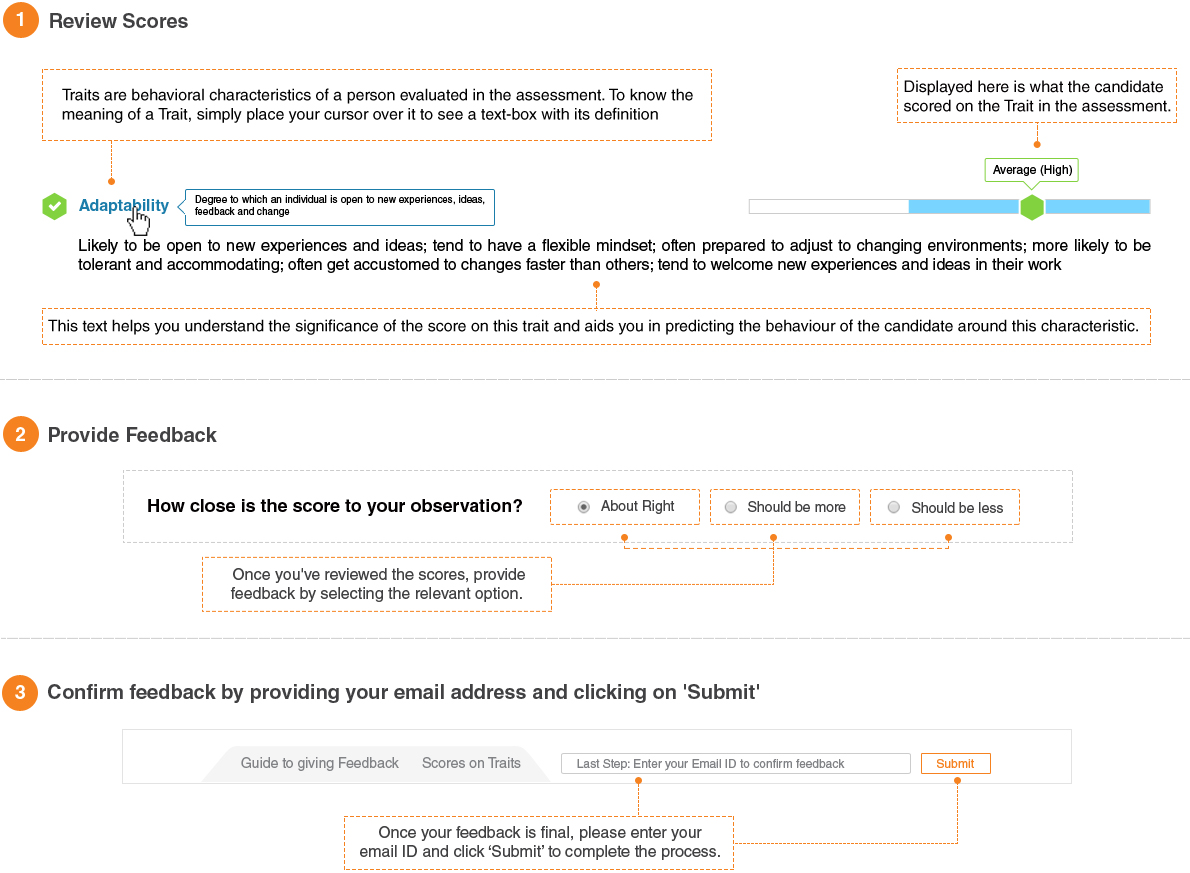 1 Review Scores
Traits are behavioral characteristics of a person evaluated in the assessment. To know the
meaning of a Trait, simply place your cursor over it to see a text-box with its definition
Displayed here is what the candidate
scored on the Trait in the assessment.
Average (High)
Adaptability
Degree to which an individual is open to new experiences, ideas,
feedback and change
Likely to be open to new experiences and ideas; tend to have a flexible mindset; often prepared to adjust to changing environments; more likely to be
tolerant and accommodating; often get accustomed to changes faster than others; tend to welcome new experiences and ideas in their work
This text helps you understand the significance of the score on this trait and aids you in predicting the behaviour of the candidate around this characteristic.
2 Provide Feedback
How close is the score to your observation? About Right Should be more Should be less
Once you've reviewed the scores, provide
feedback by selecting the relevant option.
3 Confirm feedback by providing your email address and clicking on 'Submit'
Guide to giving Feedback Scores on Traits Last Step: Enter your Email ID to confirm feedback Submit
Once your feedback is final, please enter your
email ID and click ‘Submit’ to complete the process.